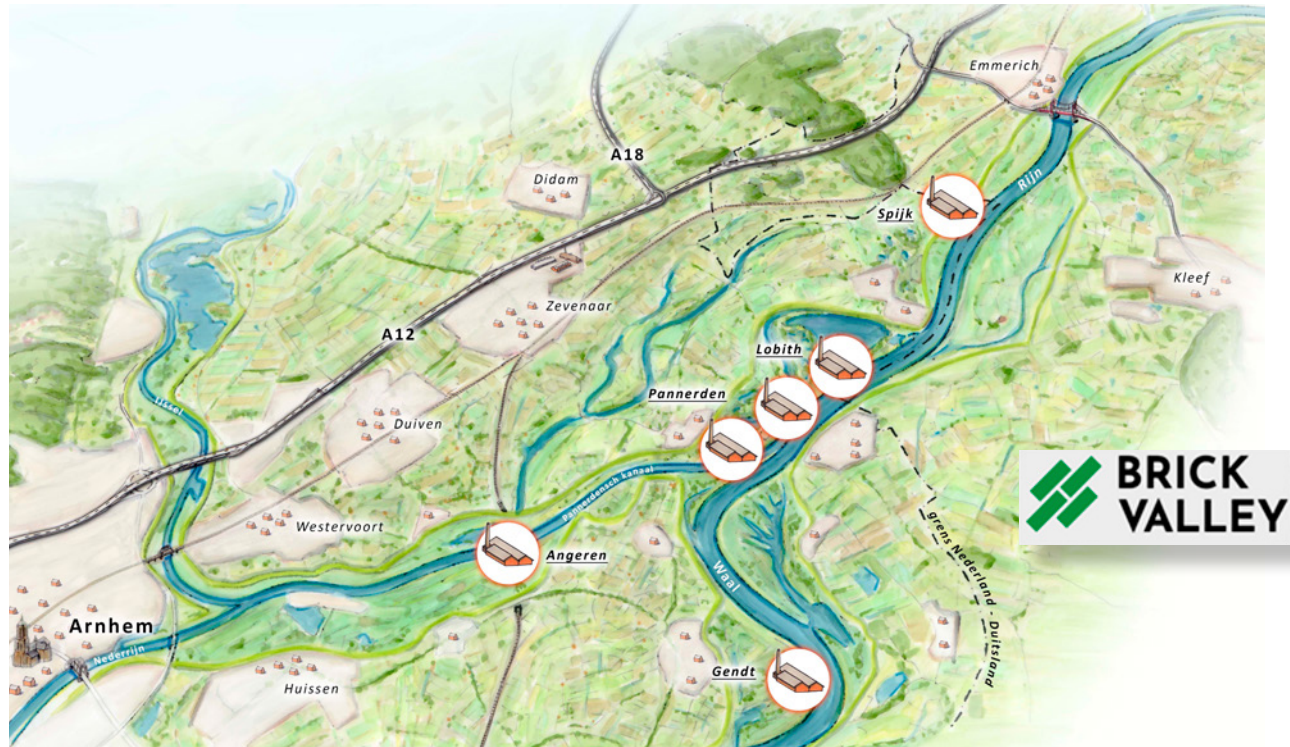 Emmerich
A18
Didam
Rijn
Spijk
Kleef
Zevenaar
A12
Lobith
Pannerden
IJssel
Duiven
Pannerdensch kanaal
BRICK
VALLEY
Westervoort
Angeren
grens Nederland - Duitsland
Waal
Arnhem
Nederrijn
Gendt
Huissen